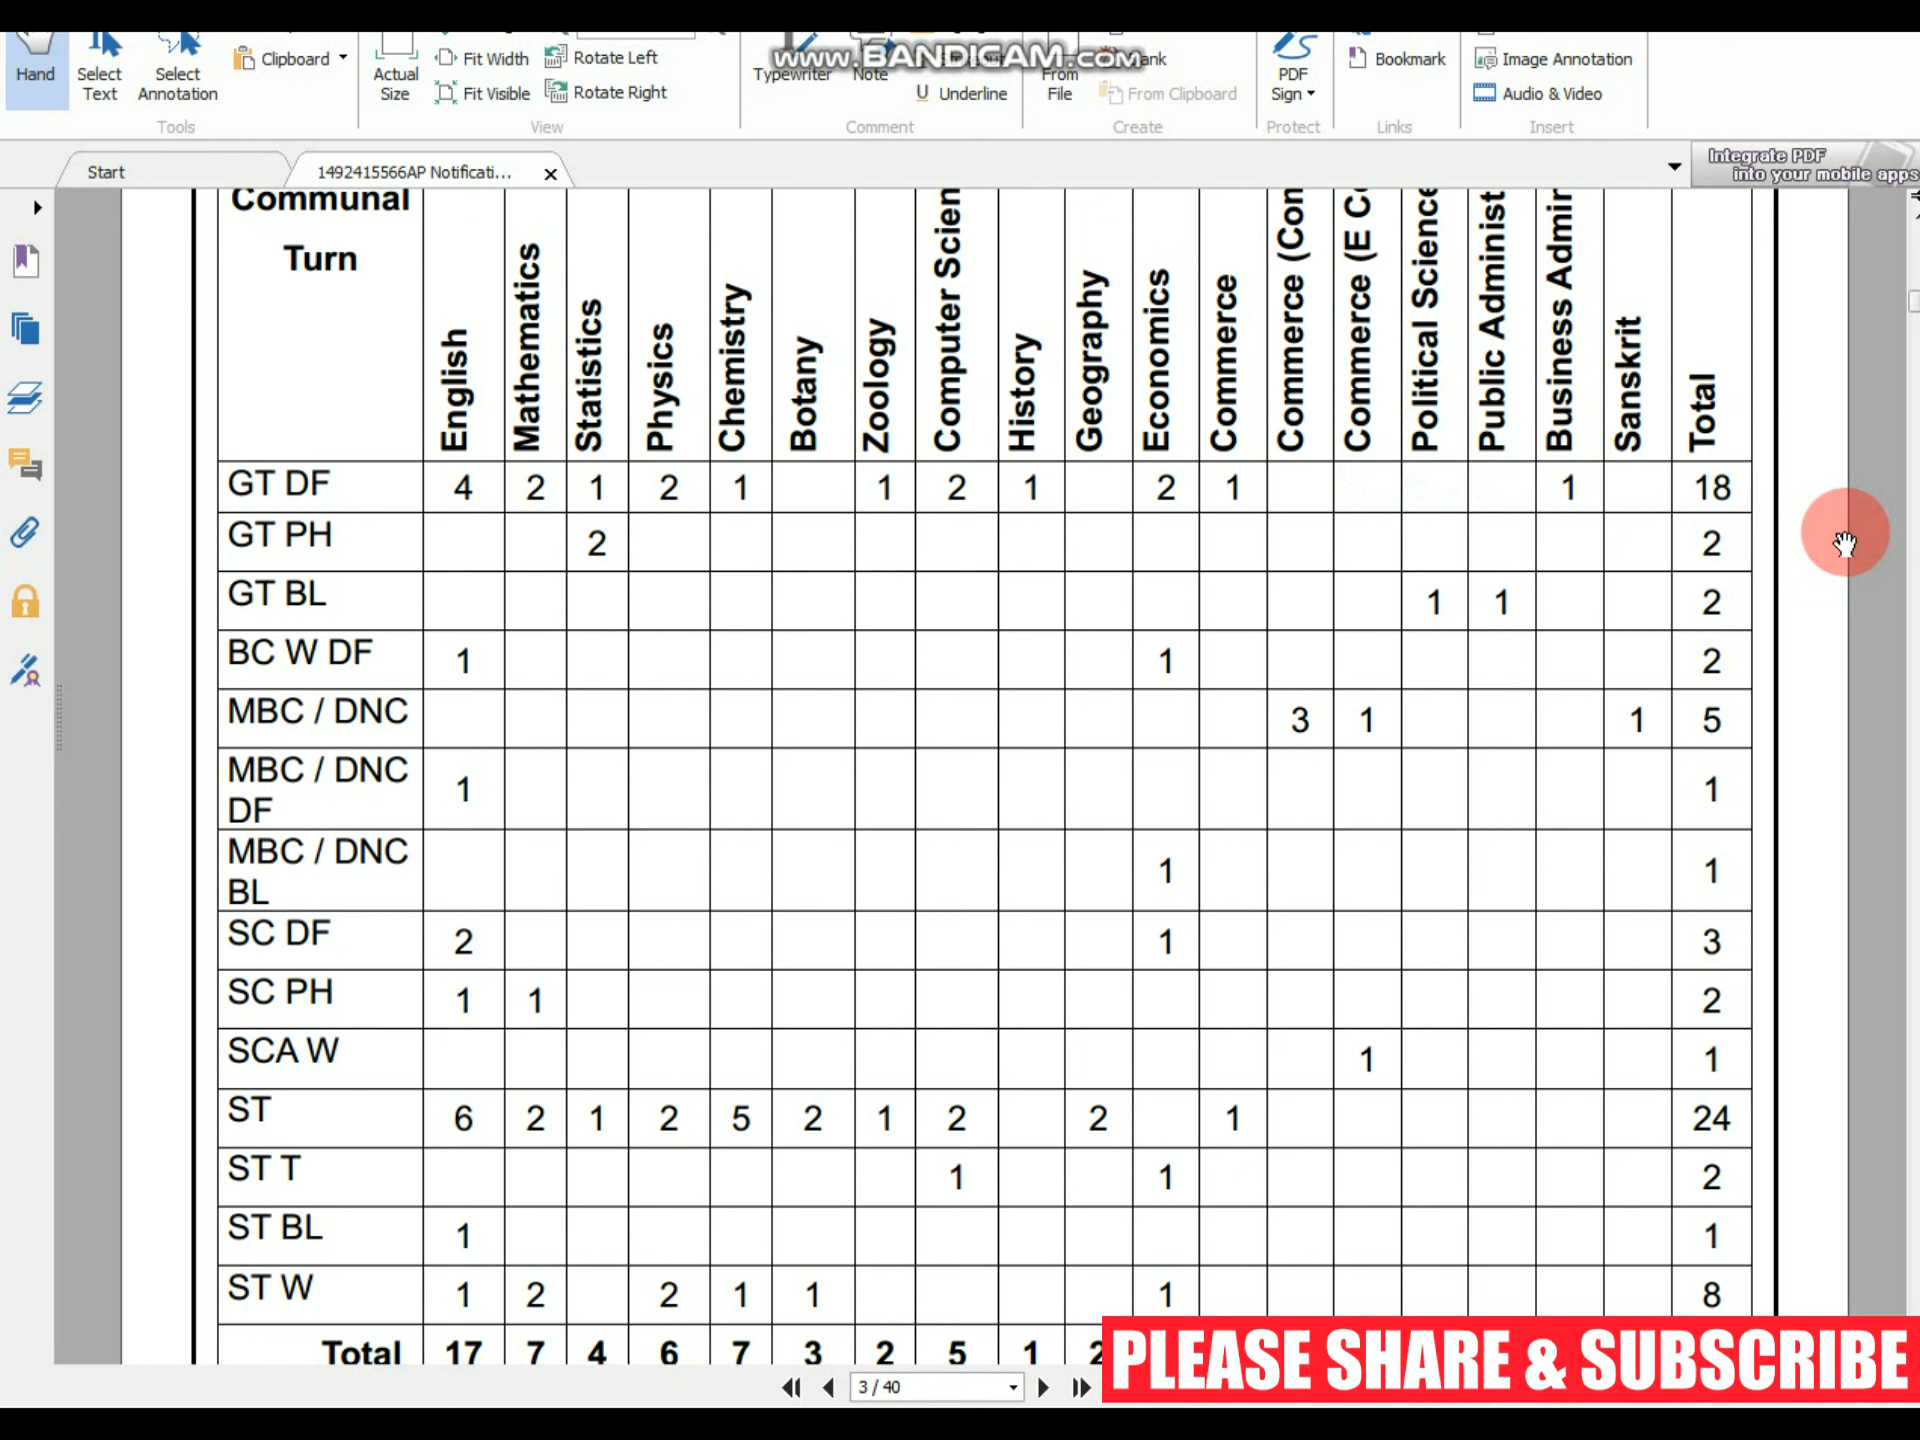 www.BANDICAM.com
Hand
Select Text
Select Annotation
Clipboard
Tools
Actual Size
Fit Width
Fit Visible
Rotate Left
Rotate Right
View
Typewriter
Note
Underline
Comment
From File
From Clipboard
Create
PDF Sign
Protect
Bookmark
Links
Image Annotation
Audio & Video
Insert
Start
1492415566AP Notificati...
Integrate PDF
into your mobile apps
Communal Turn English Mathematics Statistics Physics Chemistry Botany Zoology Computer Scien History Geography Economics Commerce Commerce (Con Commerce (E Co Political Science Public Administ Business Admir Sanskrit Total
GT DF 4 2 1 2 1 1 2 1 2 1 1 18
GT PH 2 2
GT BL 1 1 2
BC W DF 1 1 2
MBC / DNC 3 1 1 5
MBC / DNC DF 1 1
MBC / DNC BL 1 1
SC DF 2 1 3
SC PH 1 1 2
SCA W 1 1
ST 6 2 1 2 5 2 1 2 2 1 24
ST T 1 1 2
ST BL 1 1
ST W 1 2 2 1 1 1 8
Total 17 7 4 6 7 3 2 5 1 2
3 / 40
PLEASE SHARE & SUBSCRIBE